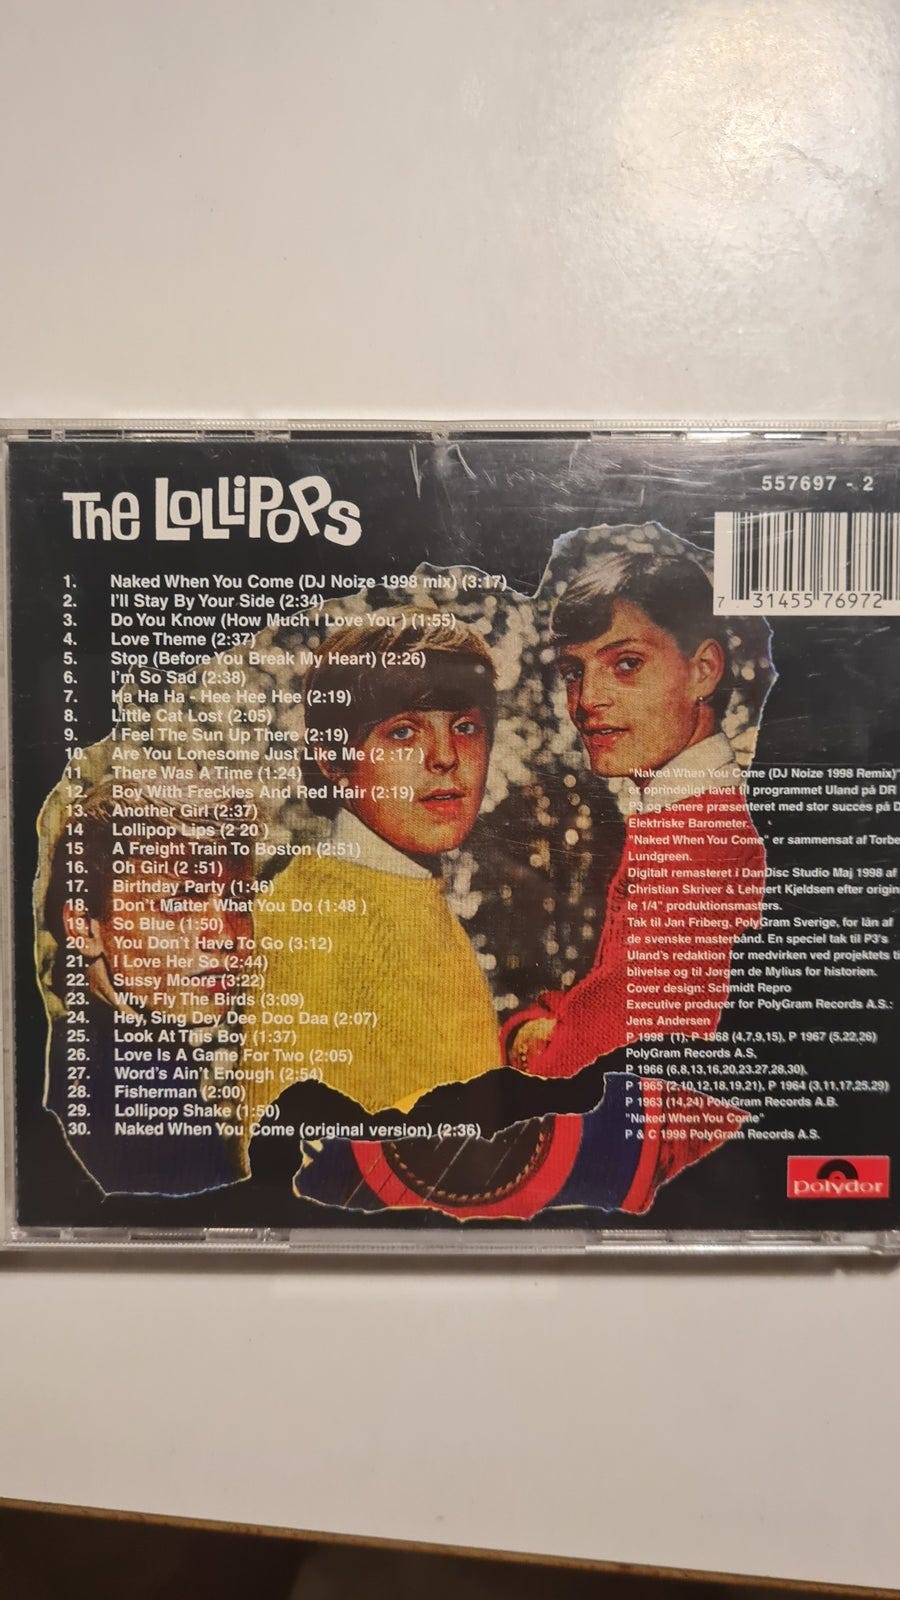 The LOLLiPOPS
557697 - 2
7 31455 76972
1. Naked When You Come (DJ Noize 1998 mix) (3:17)
2. I'll Stay By Your Side (2:34)
3. Do You Know (How Much I Love You ) (1:55)
4. Love Theme (2:37)
5. Stop (Before You Break My Heart) (2:26)
6. I'm So Sad (2:38)
7. Ha Ha Ha - Hee Hee Hee (2:19)
8. Little Cat Lost (2:05)
9. I Feel The Sun Up There (2:19)
10. Are You Lonesome Just Like Me (2 :17 )
11 There Was A Time (1:24)
12. Boy With Freckles And Red Hair (2:19)
13. Another Girl (2:37)
14 Lollipop Lips (2 20 )
15 A Freight Train To Boston (2:51)
16. Oh Girl (2 :51)
17. Birthday Party (1:46)
18. Don't Matter What You Do (1:48 )
19. So Blue (1:50)
20. You Don't Have To Go (3:12)
21. I Love Her So (2:44)
22. Sussy Moore (3:22)
23. Why Fly The Birds (3:09)
24. Hey, Sing Dey Dee Doo Daa (2:07)
25. Look At This Boy (1:37)
26. Love Is A Game For Two (2:05)
27. Word's Ain't Enough (2:54)
28. Fisherman (2:00)
29. Lollipop Shake (1:50)
30. Naked When You Come (original version) (2:36)
"Naked When You Come (DJ Noize 1998 Remix)"
er oprindeligt lavet til programmet Uland på DR
P3 og senere præsenteret med stor succes på D
Elektriske Barometer.
"Naked When You Come" er sammensat af Torbe
Lundgreen.
Digitalt remasteret i DanDisc Studio Maj 1998 af
Christian Skriver & Lehnert Kjeldsen efter origin
le 1/4" produktionsmasters.
Tak til Jan Friberg, PolyGram Sverige, for lån af
de svenske masterbånd. En speciel tak til P3's
Uland's redaktion for medvirken ved projektets ti
blivelse og til Jørgen de Mylius for historien.
Cover design: Schmidt Repro
Executive producer for PolyGram Records A.S.:
Jens Andersen
P 1998 (1), P 1968 (4,7,9,15), P 1967 (5,22,26)
PolyGram Records A.S,
P 1966 (6,8,13,16,20,23,27,28,30),
P 1965 (2,10,12,18,19,21), P 1964 (3,11,17,25,29)
P 1963 (14,24) PolyGram Records A.B.
"Naked When You Come"
P & C 1998 PolyGram Records A.S.
polydor